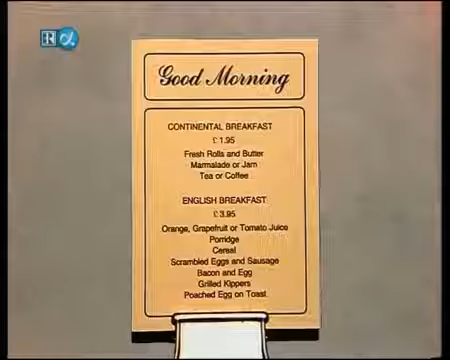 R α
Good Morning
CONTINENTAL BREAKFAST
£ 1.95
Fresh Rolls and Butter
Marmalade or Jam
Tea or Coffee
ENGLISH BREAKFAST
£ 3.95
Orange, Grapefruit or Tomato Juice
Porridge
Cereal
Scrambled Eggs and Sausage
Bacon and Egg
Grilled Kippers
Poached Egg on Toast